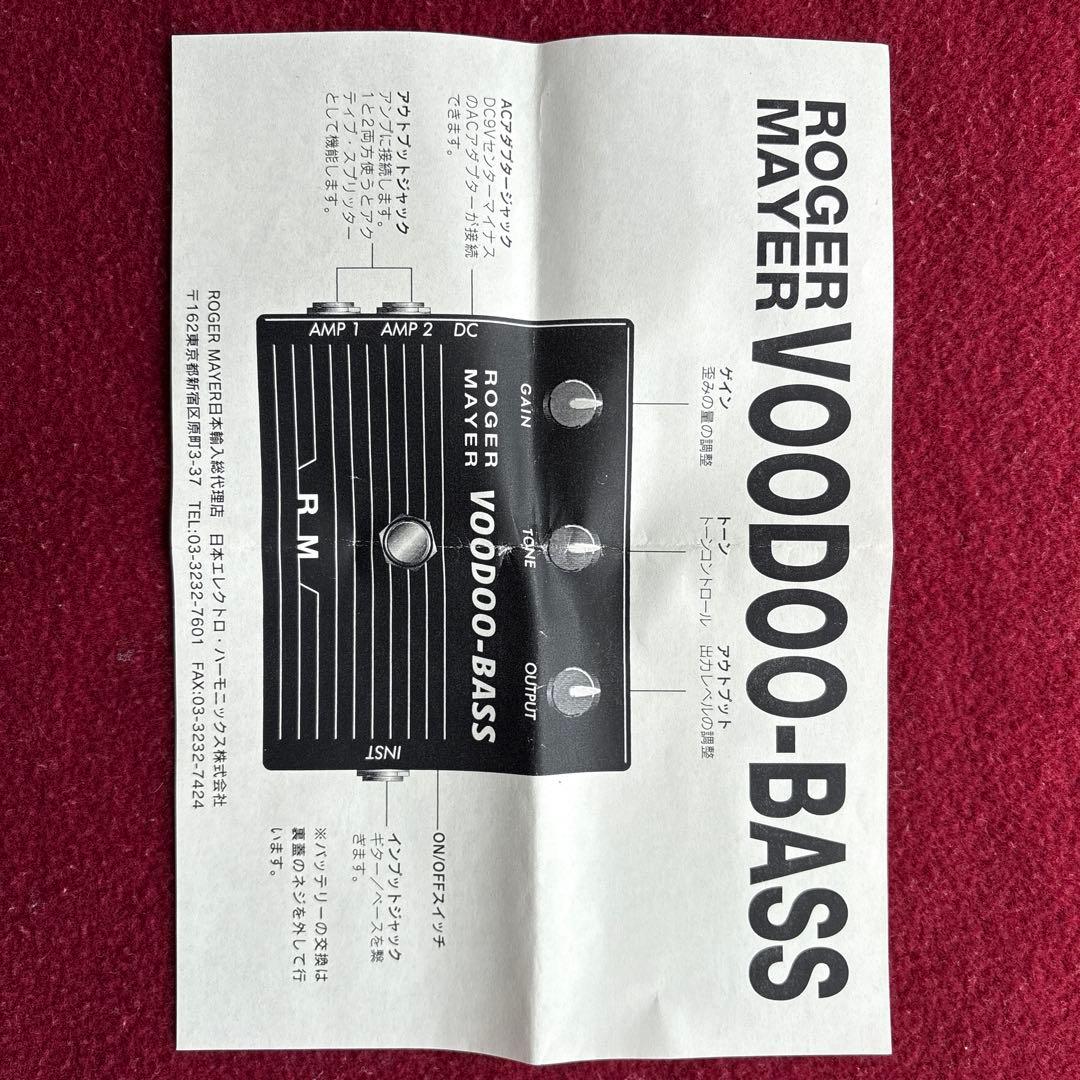 ROGER
MAYER
VOODOO-BASS
ゲイン
歪みの量の調整
トーン
トーンコントロール
アウトプット
出力レベルの調整
ACアダプタージャック
DC9Vセンターマイナス
のACアダプターが接続
できます。
アウトプットジャック
アンプに接続します。
1と2両方使うとアク
ティブ・スプリッター
として機能します。
GAIN
TONE
OUTPUT
DC
AMP 2
AMP 1
ROGER
MAYER
VOODOO-BASS
R.M
INST
ON/OFFスイッチ
インプットジャック
ギター/ベースを繫
ぎます。
※バッテリーの交換は
裏蓋のネジを外して行
います。
ROGER MAYER日本輸入総代理店 日本エレクトロ・ハーモニックス株式会社
〒162東京都新宿区原町3-37 TEL:03-3232-7601 FAX:03-3232-7424